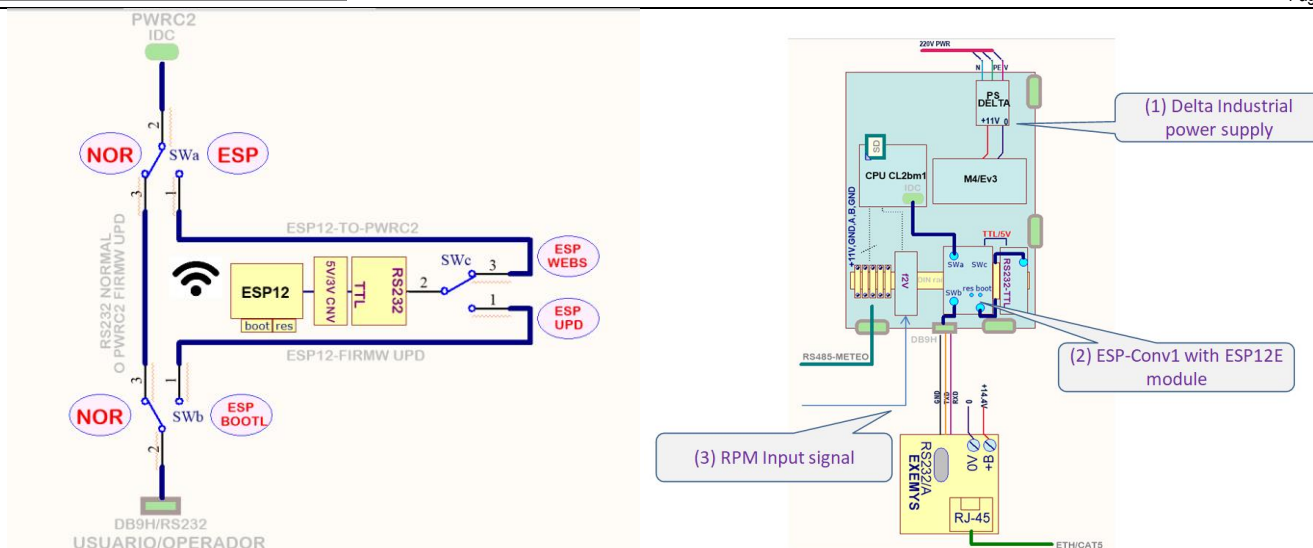 PWRC2
IDC
2
NOR
SWa
ESP
3
1
ESP12-TO-PWRC2
RS232 NORMAL
O PWRC2 FIRMW UPD
ESP12
boot
res
5V/3V CNV
TTL
RS232
2
SWc
3
1
ESP
WEBS
ESP
UPD
ESP12-FIRMW UPD
3
1
NOR
SWb
ESP
BOOTL
2
DB9H/RS232
USUARIO/OPERADOR
220V PWR
N
PE
V
PS
DELTA
+11V
0
(1) Delta Industrial
power supply
SD
CPU CL2bm1
IDC
M4/Ev3
+11V,GND,A,B,GND
TTL/5V
SWa
SWc
RS232-TTL
f2V
DIN
SWb
res boot
DB9H
RS485-METEO
(2) ESP-Conv1 with ESP12E
module
GND
TXD
RXD
0
+14.4V
(3) RPM Input signal
RS232/A
EXEMYS
0V
B+
RJ-45
ETH/CAT5